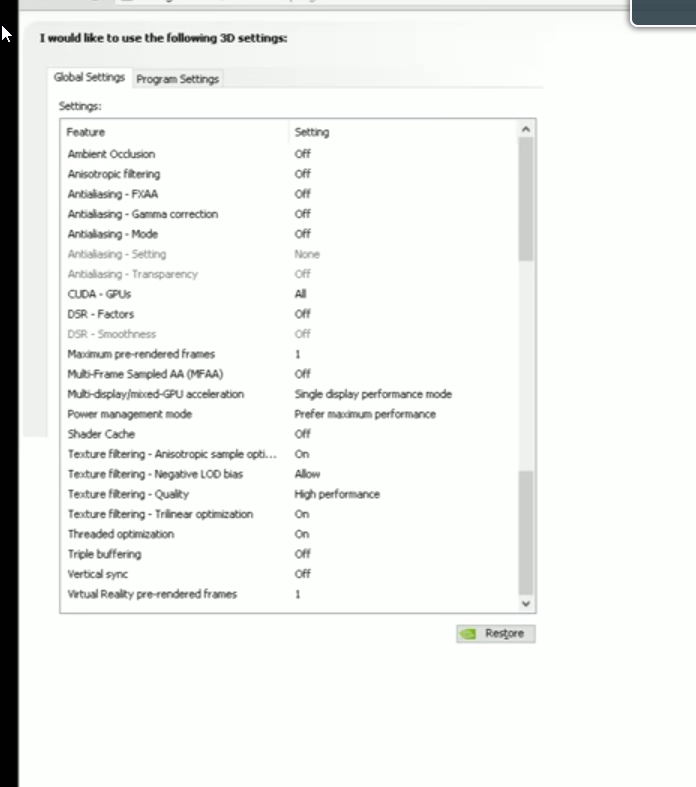 I would like to use the following 3D settings:
Global Settings Program Settings
Settings:
Feature Setting
Ambient Occlusion Off
Anisotropic filtering Off
Antialiasing - FXAA Off
Antialiasing - Gamma correction Off
Antialiasing - Mode Off
Antialiasing - Setting None
Antialiasing - Transparency Off
CUDA - GPUs All
DSR - Factors Off
DSR - Smoothness Off
Maximum pre-rendered frames 1
Multi-Frame Sampled AA (MFAA) Off
Multi-display/mixed-GPU acceleration Single display performance mode
Power management mode Prefer maximum performance
Shader Cache Off
Texture filtering - Anisotropic sample opti... On
Texture filtering - Negative LOD bias Allow
Texture filtering - Quality High performance
Texture filtering - Trilinear optimization On
Threaded optimization On
Triple buffering Off
Vertical sync Off
Virtual Reality pre-rendered frames 1
Restore